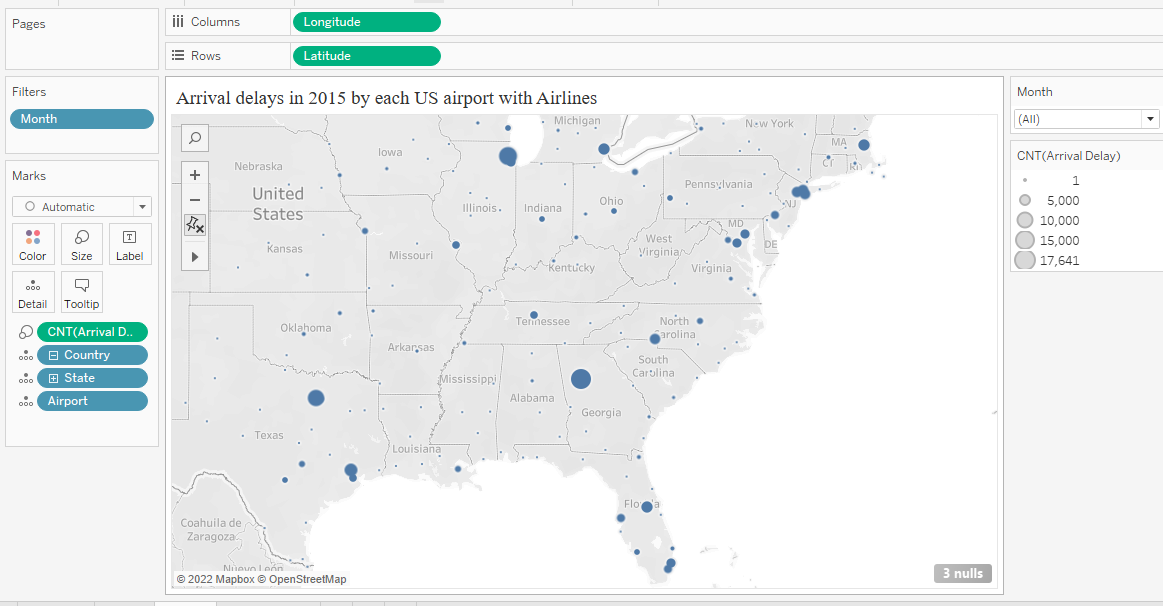 Pages
Columns
Longitude
Rows
Latitude
Filters
Month
Marks
Automatic
Color
Size
Label
Detail
Tooltip
CNT(Arrival D..
Country
State
Airport
Arrival delays in 2015 by each US airport with Airlines
Michigan
New York
Iowa
MA
Nebraska
CT
RI
United
States
Pennsylvania
Illinois
Indiana
Ohio
NJ
MD
Kansas
West
Virginia
DE
Missouri
Kentucky
Virginia
Oklahoma
Tennessee
North
Carolina
Arkansas
South
Carolina
Mississippi
Alabama
Georgia
Texas
Louisiana
Florida
Coahuila de
Zaragoza
Nuevo León
© 2022 Mapbox © OpenStreetMap
3 nulls
Month
(All)
CNT(Arrival Delay)
1
5,000
10,000
15,000
17,641